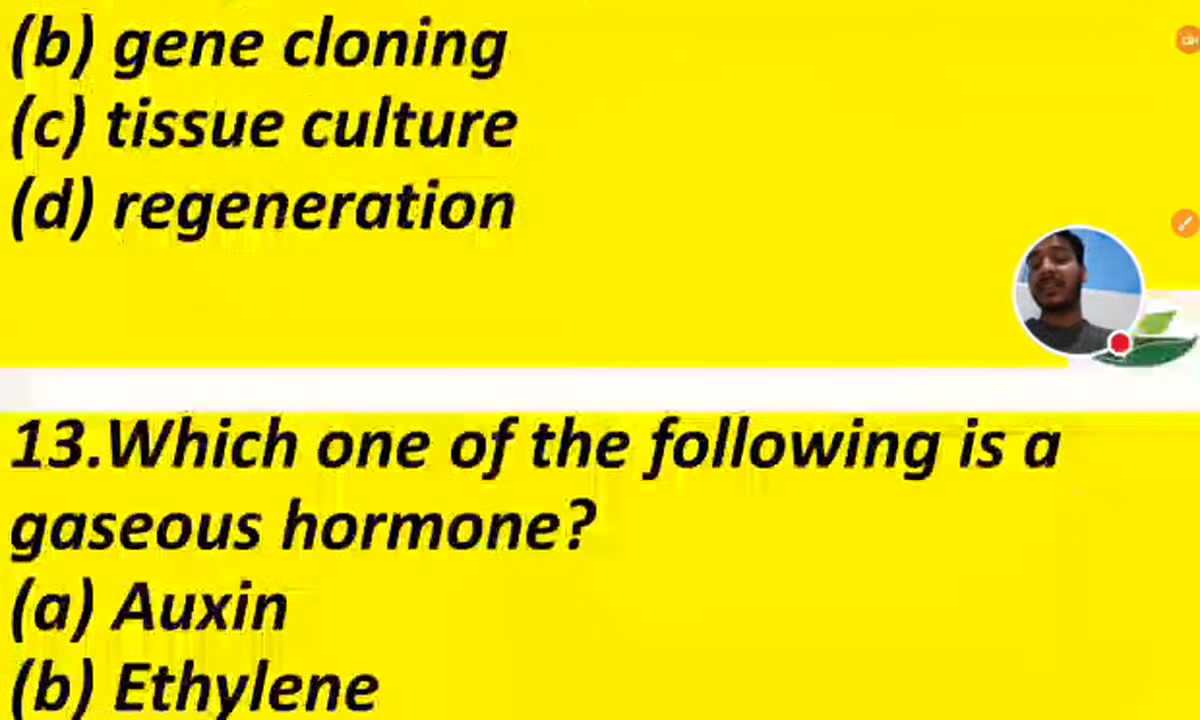 (b) gene cloning
(c) tissue culture
(d) regeneration
13.Which one of the following is a
gaseous hormone?
(a) Auxin
(b) Ethylene